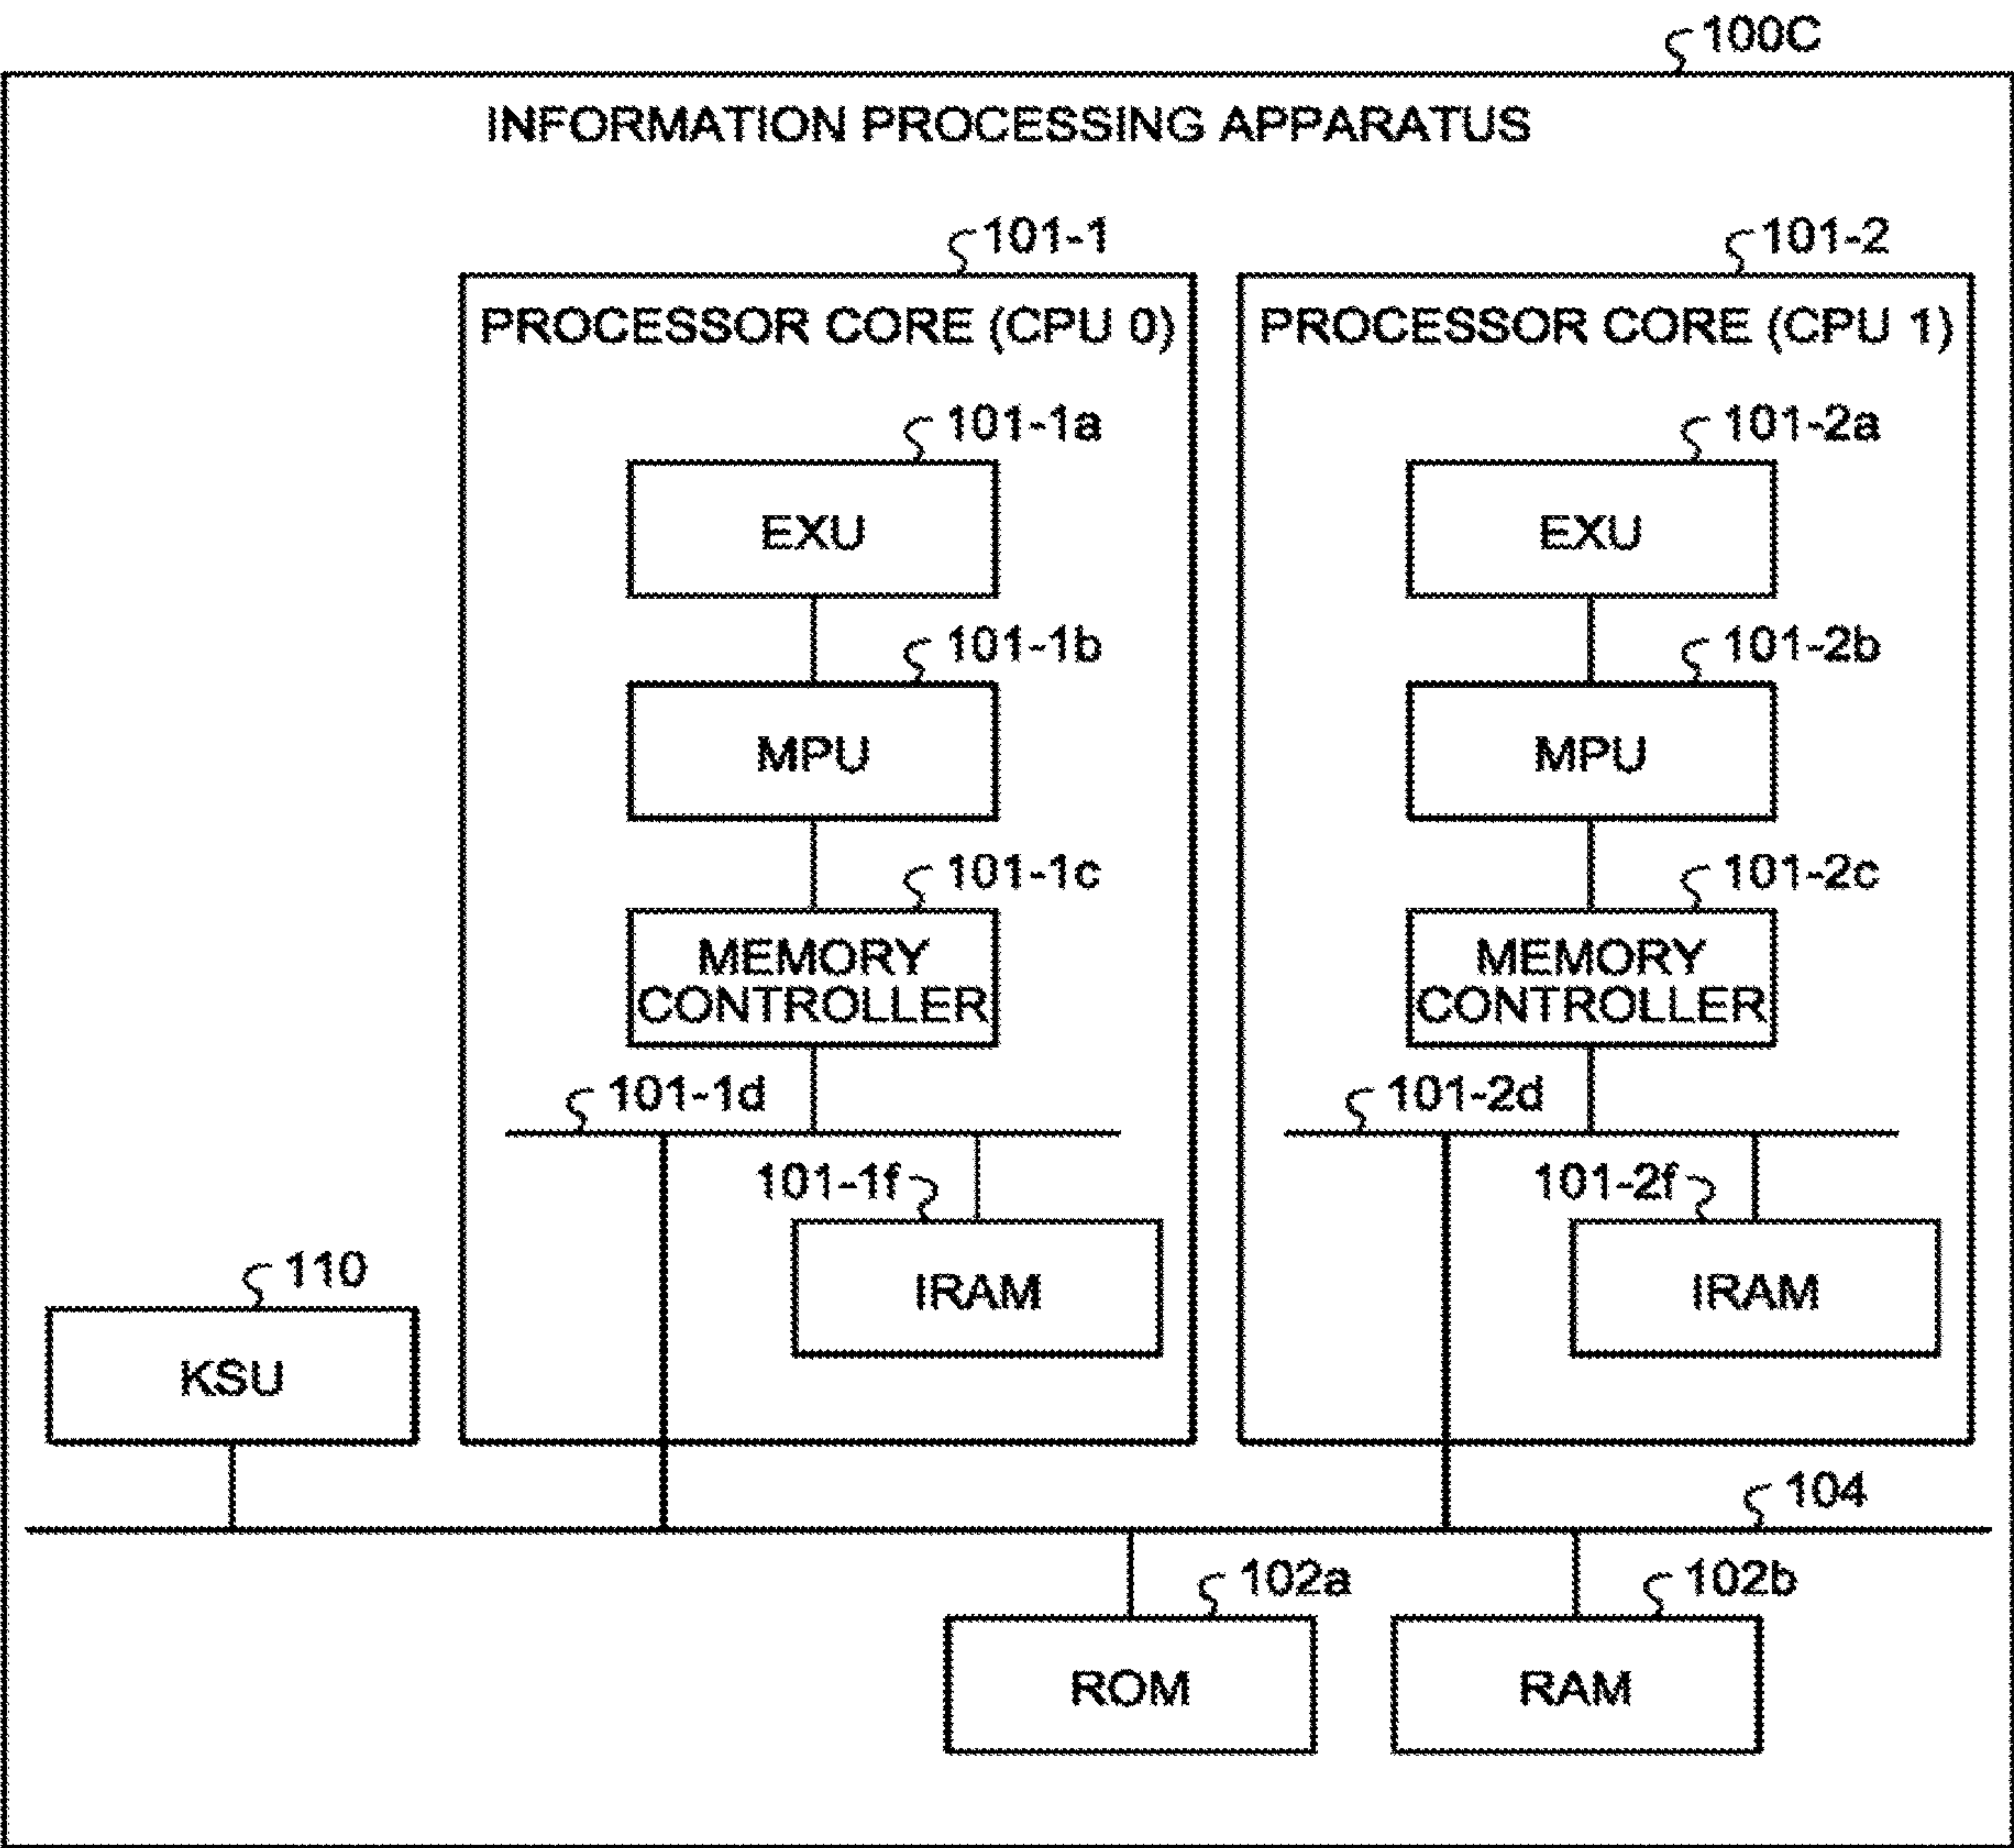 100C
INFORMATION PROCESSING APPARATUS
101-1
PROCESSOR CORE (CPU 0)
101-1a
EXU
101-1b
MPU
101-1c
MEMORY
CONTROLLER
101-1d
101-1f
IRAM
101-2
PROCESSOR CORE (CPU 1)
101-2a
EXU
101-2b
MPU
101-2c
MEMORY
CONTROLLER
101-2d
101-2f
IRAM
110
KSU
104
102a
ROM
102b
RAM